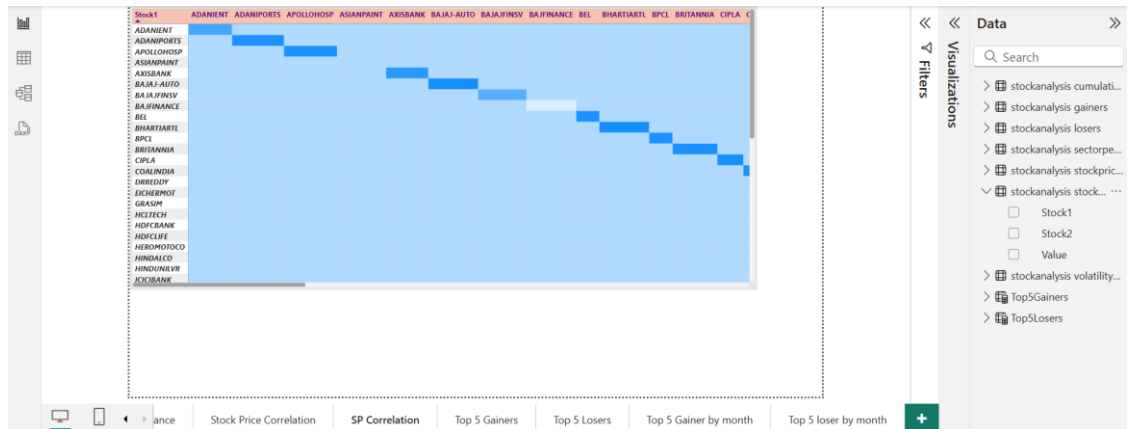 Stock1 ADANIENT ADANIPORTS APOLLOHOSP ASIANPAINT AXISBANK BAJAJ-AUTO BAJAJFINSV BAJFINANCE BEL BHARTIARTL BPCL BRITANNIA CIPLA C
ADANIENT
ADANIPORTS
APOLLOHOSP
ASIANPAINT
AXISBANK
BAJAJ-AUTO
BAJAJFINSV
BAJFINANCE
BEL
BHARTIARTL
BPCL
BRITANNIA
CIPLA
COALINDIA
DRREDDY
EICHERMOT
GRASIM
HCLTECH
HDFCBANK
HDFCLIFE
HEROMOTOCO
HINDALCO
HINDUNILVR
ICICIBANK
Filters
Visualizations
Data
Search
stockanalysis cumulati...
stockanalysis gainers
stockanalysis losers
stockanalysis sectorpe...
stockanalysis stockpric...
stockanalysis stock... ...
Stock1
Stock2
Value
stockanalysis volatility...
Top5Gainers
Top5Losers
ance Stock Price Correlation SP Correlation Top 5 Gainers Top 5 Losers Top 5 Gainer by month Top 5 loser by month +